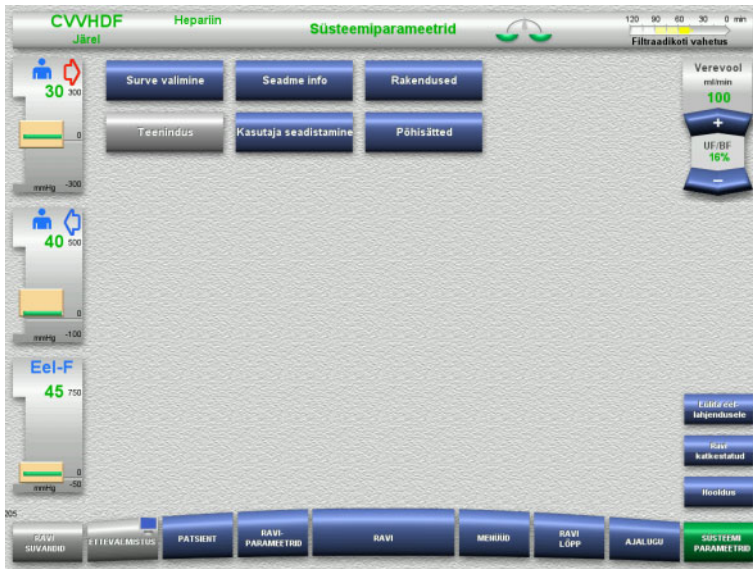 CVVHDF
Järel
Hepariin
Süsteemiparameetrid
120 90 60 30 0 min
Filtraadikoti vahetus
30
300
0
-300
mmHg
40
500
0
-100
mmHg
Eel-F
45
750
0
-50
mmHg
205
Surve valimine
Seadme info
Rakendused
Teenindus
Kasutaja seadistamine
Põhisätted
Verevool
ml/min
100
+
UF/BF
16%
−
lahjendusele
Ravi
katkestatud
Hooldus
RAVI
SUVANDID
ETTEVALMISTUS
PATSIENT
RAVI-
PARAMEETRID
RAVI
MENÜÜD
RAVI
LÕPP
AJALUGU
SÜSTEEMI
PARAMEETRID